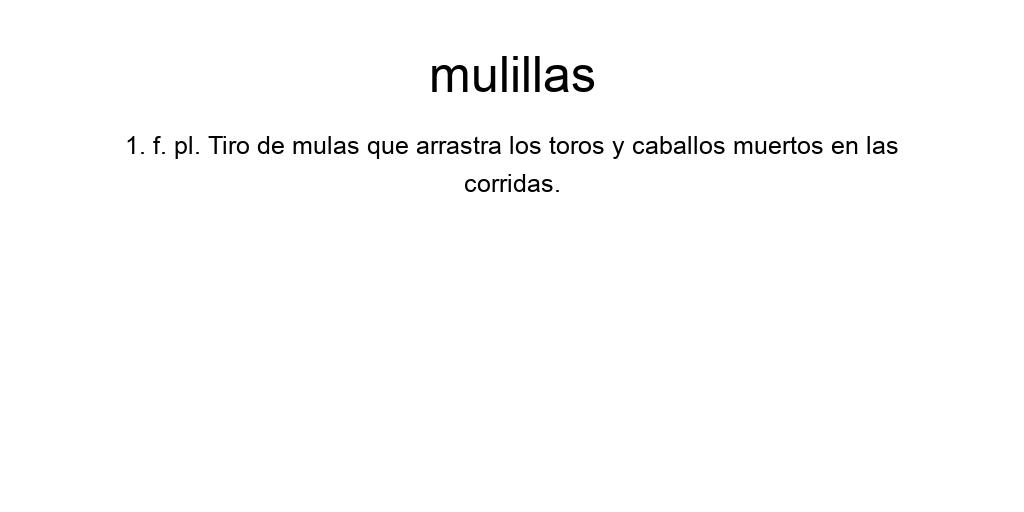 mulillas
1. f. pl. Tiro de mulas que arrastra los toros y caballos muertos en las
corridas.